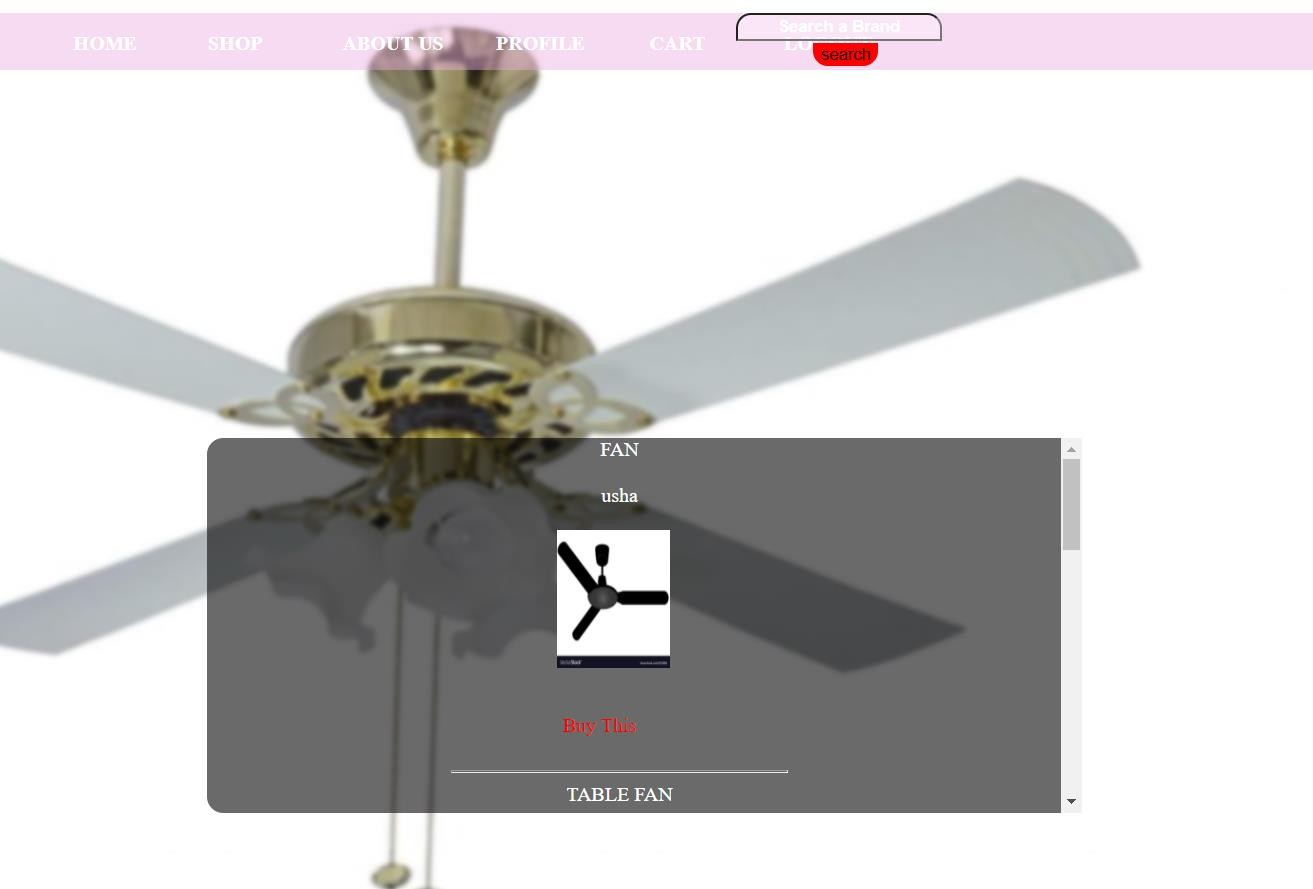 HOME SHOP ABOUT US PROFILE CART
Search a Brand
search
FAN
usha
Buy This
TABLE FAN